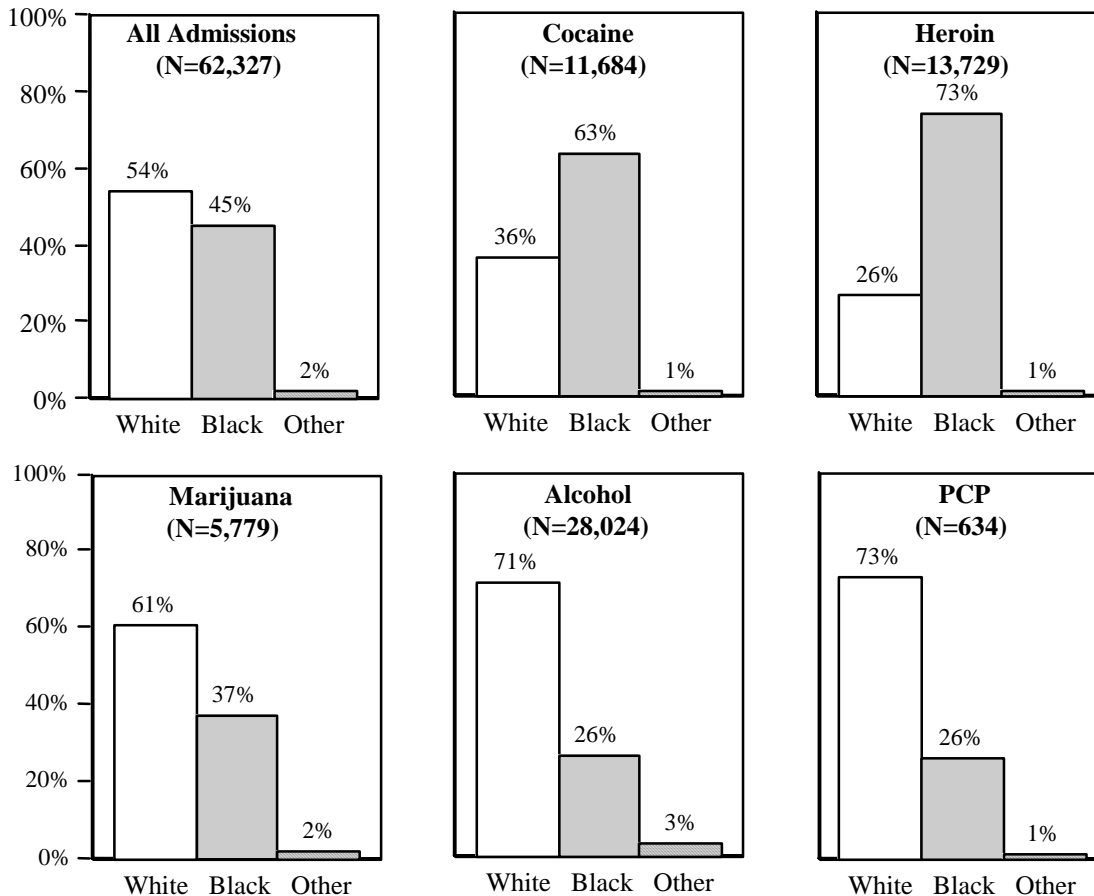 100%
80%
60%
40%
20%
0%
All Admissions
(N=62,327)
54%
45%
2%
White Black Other
Cocaine
(N=11,684)
36%
63%
1%
White Black Other
Heroin
(N=13,729)
26%
73%
1%
White Black Other
100%
80%
60%
40%
20%
0%
Marijuana
(N=5,779)
61%
37%
2%
White Black Other
Alcohol
(N=28,024)
71%
26%
3%
White Black Other
PCP
(N=634)
73%
26%
1%
White Black Other